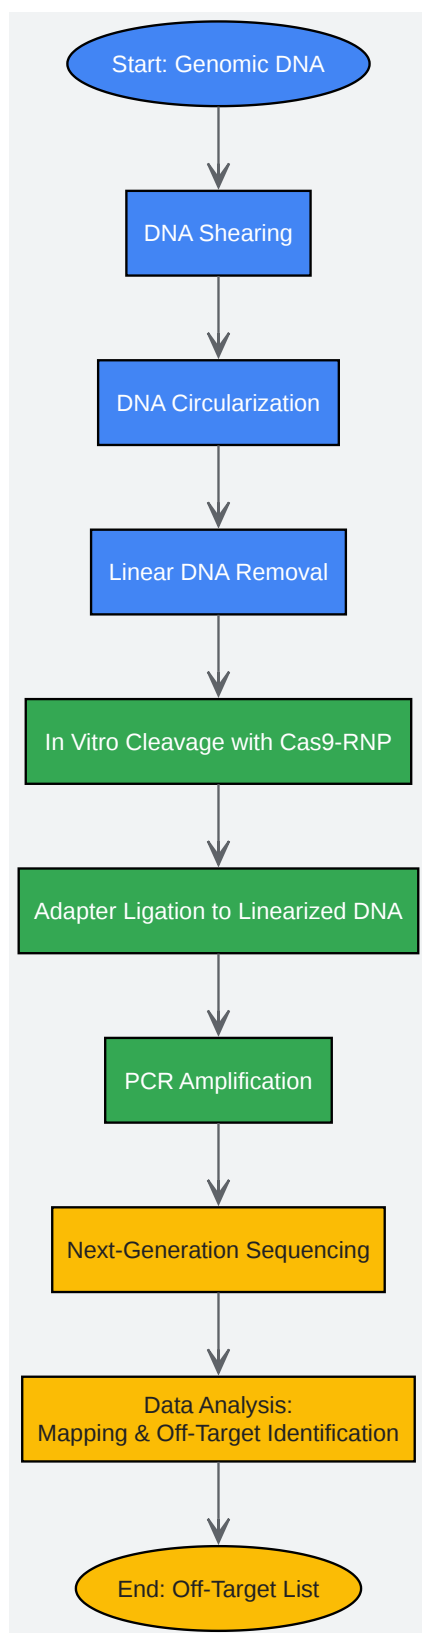 Start: Genomic DNA
DNA Shearing
DNA Circularization
Linear DNA Removal
In Vitro Cleavage with Cas9-RNP
Adapter Ligation to Linearized DNA
PCR Amplification
Next-Generation Sequencing
Data Analysis:
Mapping & Off-Target Identification
End: Off-Target List